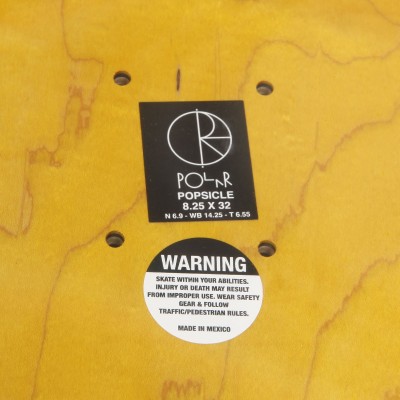 POLAR
POPSICLE
8.25 X 32
N 6.9 - WB 14.25 - T 6.55
WARNING
SKATE WITHIN YOUR ABILITIES.
INJURY OR DEATH MAY RESULT
FROM IMPROPER USE. WEAR SAFETY
GEAR & FOLLOW
TRAFFIC/PEDESTRIAN RULES.
MADE IN MEXICO